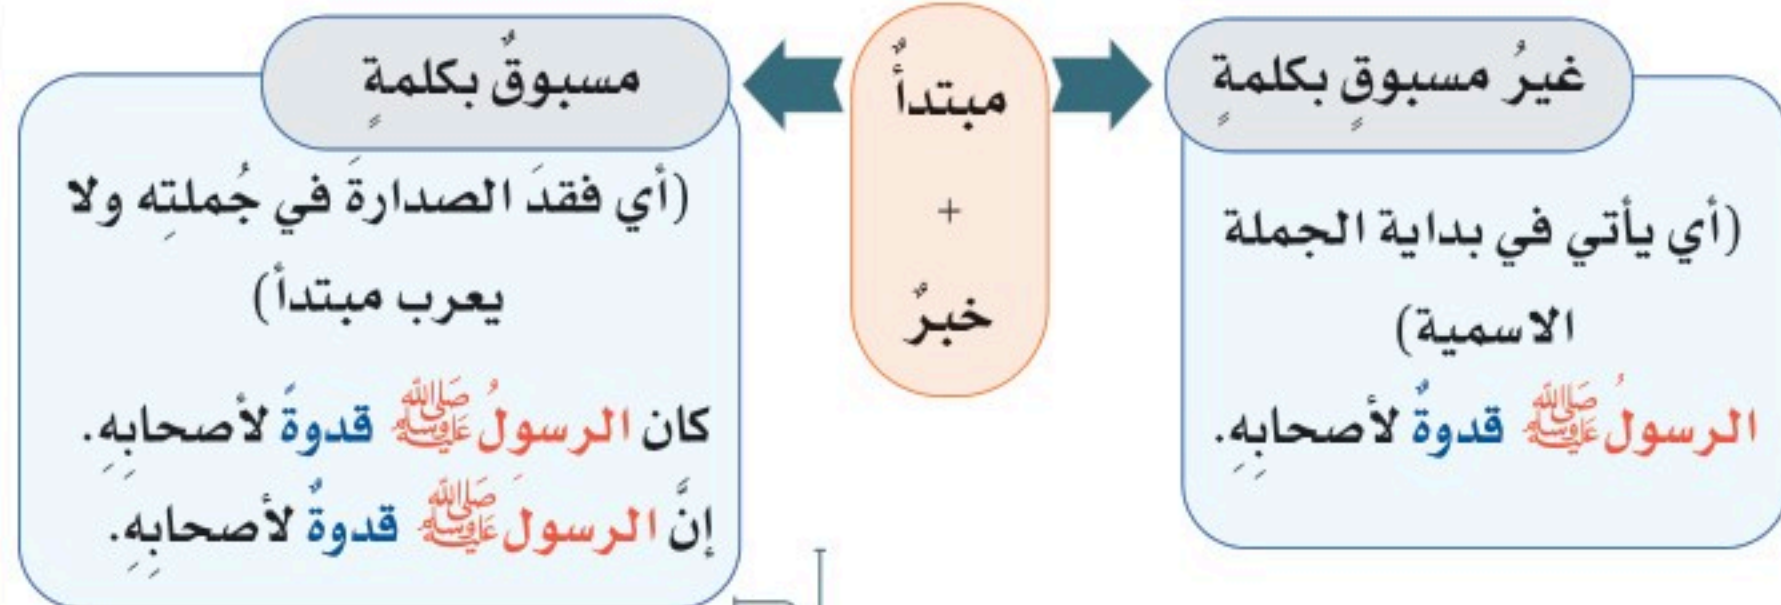 غيرُ مسبوقٍ بكلمةٍ
(أي يأتي في بداية الجملة
الاسمية)
الرسولُ ﷺ قدوةٌ لأصحابِهِ.
مبتدأٌ
+
خبرٌ
مسبوقٌ بكلمةٍ
(أي فقدَ الصدارةَ في جُملتِه ولا
يعرب مبتدأ)
كان الرسولُ ﷺ قدوةً لأصحابِهِ.
إنَّ الرسولَ ﷺ قدوةٌ لأصحابِهِ.